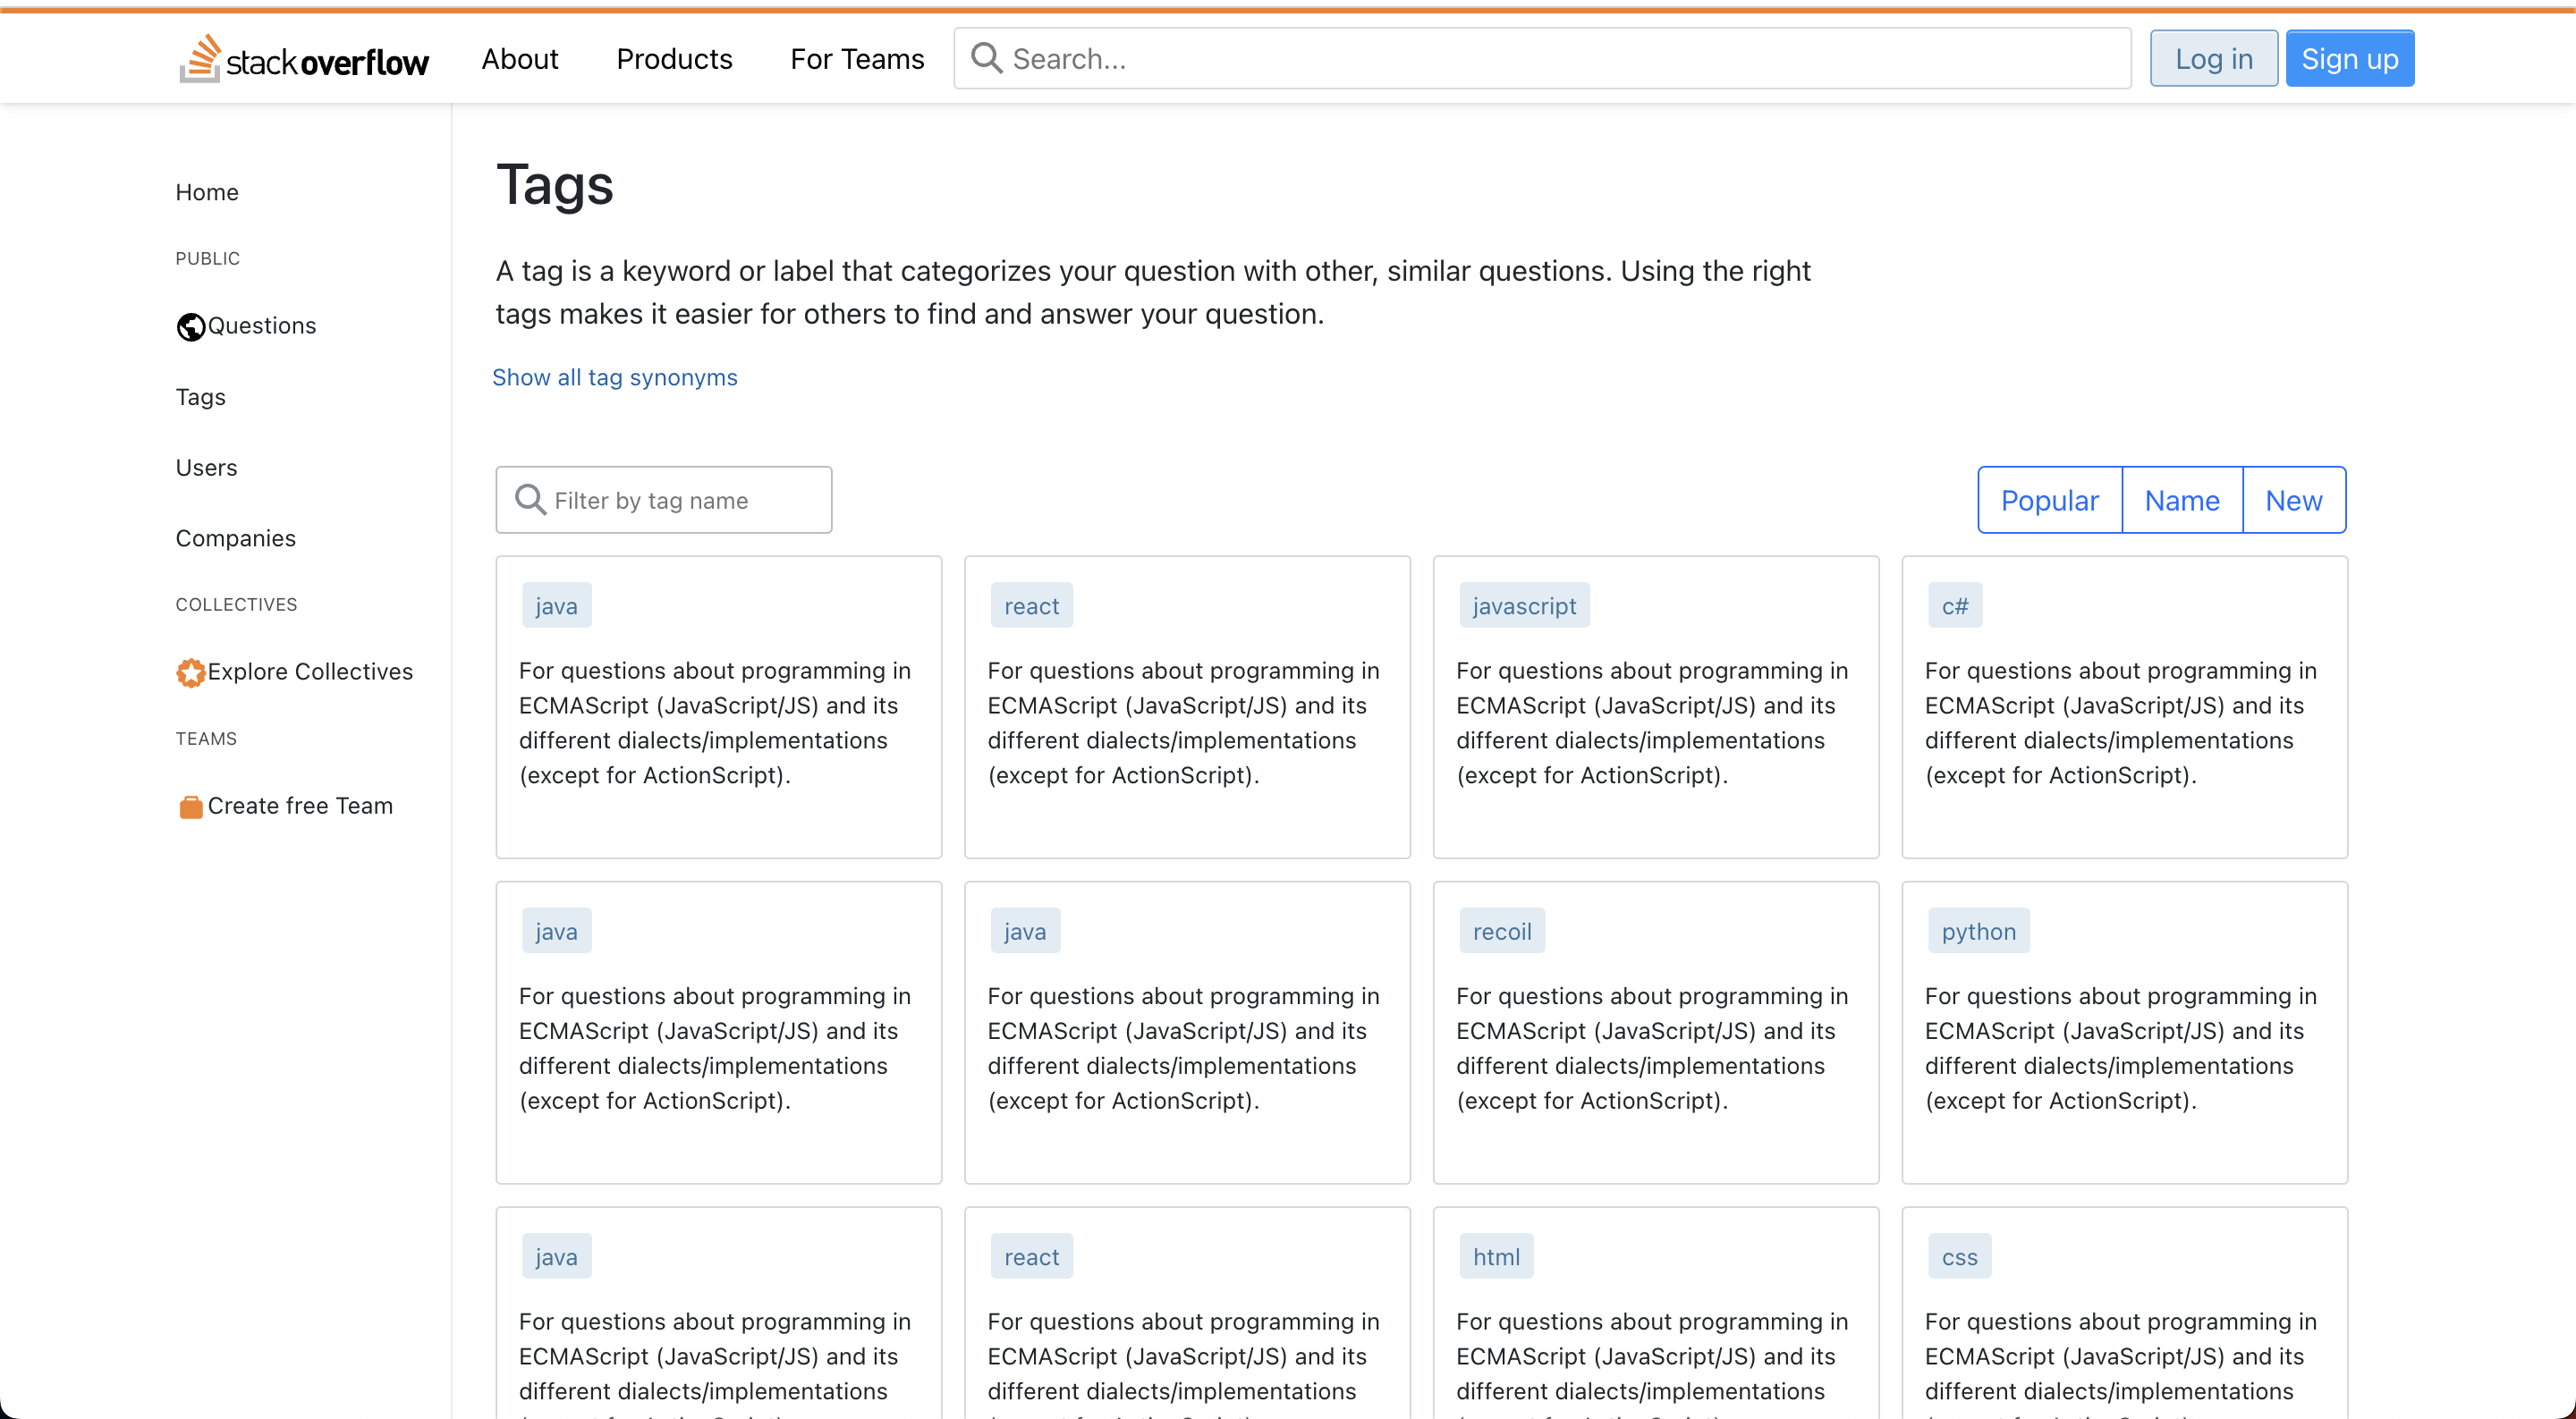 stackoverflow About Products For Teams Search... Log in Sign up
Home
PUBLIC
Questions
Tags
Users
Companies
COLLECTIVES
Explore Collectives
TEAMS
Create free Team
Tags
A tag is a keyword or label that categorizes your question with other, similar questions. Using the right
tags makes it easier for others to find and answer your question.
Show all tag synonyms
Filter by tag name
Popular Name New
java
For questions about programming in
ECMAScript (JavaScript/JS) and its
different dialects/implementations
(except for ActionScript).
react
For questions about programming in
ECMAScript (JavaScript/JS) and its
different dialects/implementations
(except for ActionScript).
javascript
For questions about programming in
ECMAScript (JavaScript/JS) and its
different dialects/implementations
(except for ActionScript).
c#
For questions about programming in
ECMAScript (JavaScript/JS) and its
different dialects/implementations
(except for ActionScript).
java
For questions about programming in
ECMAScript (JavaScript/JS) and its
different dialects/implementations
(except for ActionScript).
java
For questions about programming in
ECMAScript (JavaScript/JS) and its
different dialects/implementations
(except for ActionScript).
recoil
For questions about programming in
ECMAScript (JavaScript/JS) and its
different dialects/implementations
(except for ActionScript).
python
For questions about programming in
ECMAScript (JavaScript/JS) and its
different dialects/implementations
(except for ActionScript).
java
For questions about programming in
ECMAScript (JavaScript/JS) and its
different dialects/implementations
react
For questions about programming in
ECMAScript (JavaScript/JS) and its
different dialects/implementations
html
For questions about programming in
ECMAScript (JavaScript/JS) and its
different dialects/implementations
css
For questions about programming in
ECMAScript (JavaScript/JS) and its
different dialects/implementations